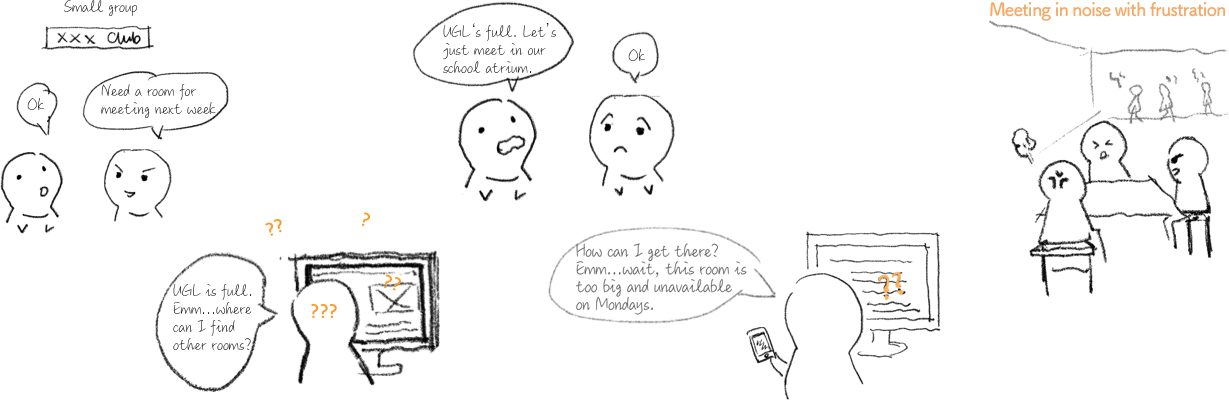 Small group
xxx Club
Ok
Need a room for
meeting next week
??
?
??
???
UGL is full.
Emm...where
can I find
other rooms?
UGL's full. Let's
just meet in our
school atrium.
Ok
How can I get there?
Emm...wait, this room is
too big and unavailable
on Mondays.
??
Meeting in noise with frustration